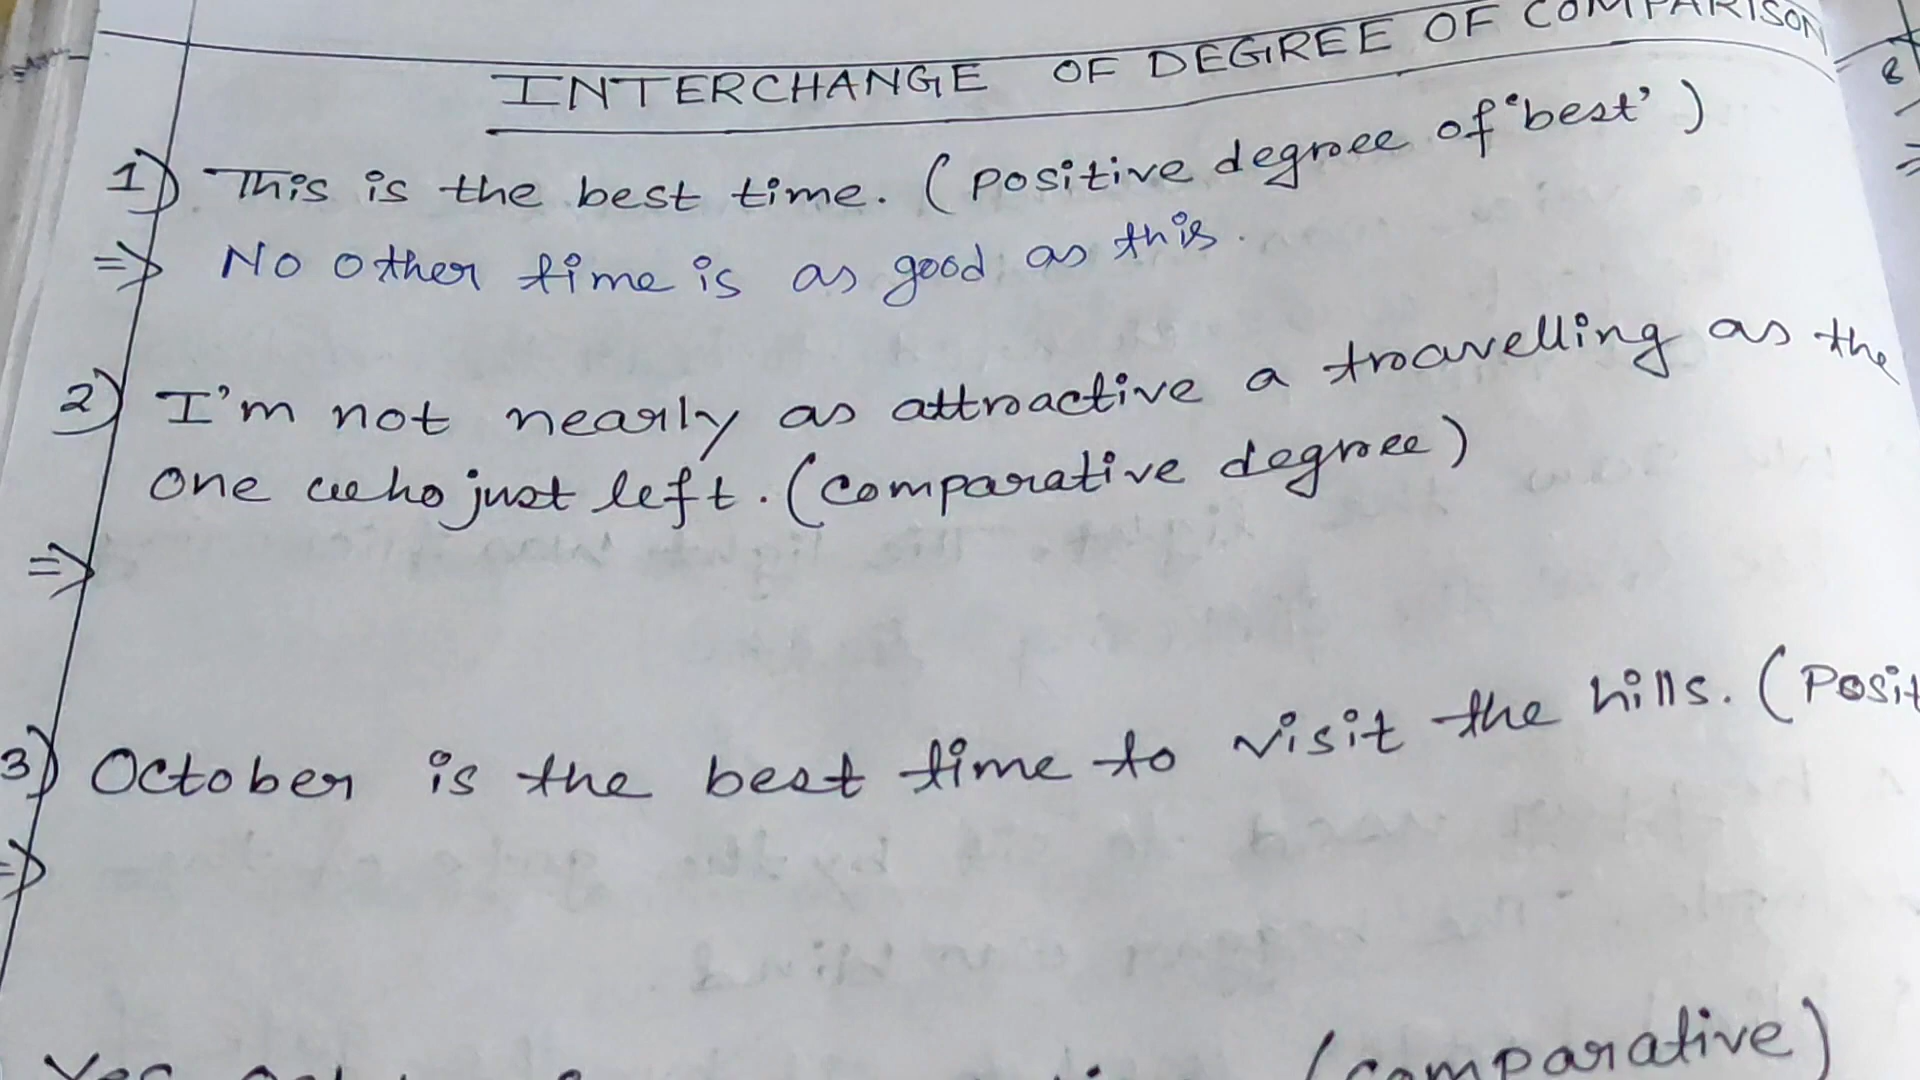 INTERCHANGE OF DEGREE OF COMPARISON
1) This is the best time. (positive degree of 'best')
=> No other time is as good as this.
2) I'm not nearly as attractive a travelling as the
one who just left. (comparative degree)
=>
3) October is the best time to visit the hills. (Posit
=>
(comparative)